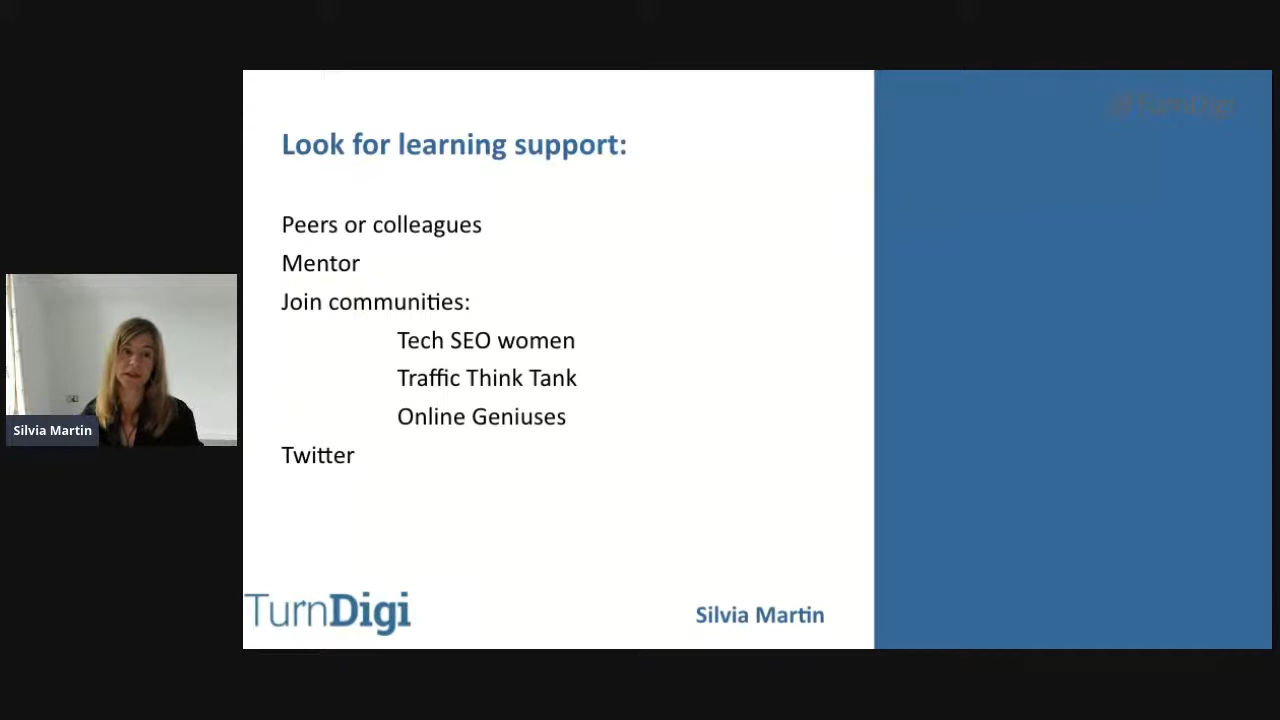 @TurnDigi
Look for learning support:
Peers or colleagues
Mentor
Join communities:
Tech SEO women
Traffic Think Tank
Online Geniuses
Twitter
Silvia Martin
TurnDigi
Silvia Martin